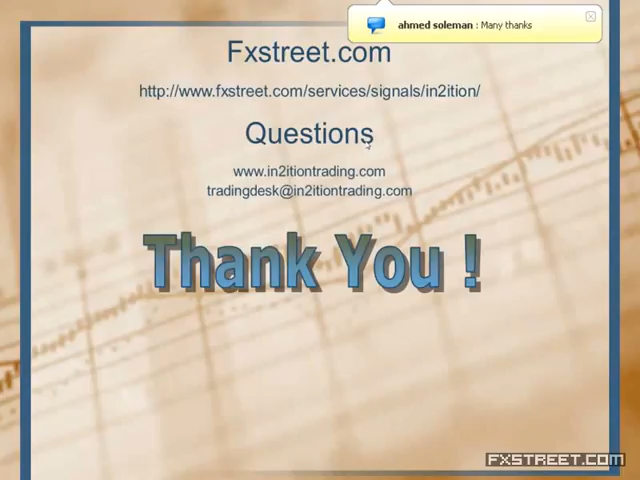 ahmed soleman : Many thanks
Fxstreet.com
http://www.fxstreet.com/services/signals/in2ition/
Questions
www.in2itiontrading.com
tradingdesk@in2itiontrading.com
Thank You !
FXSTREET.COM